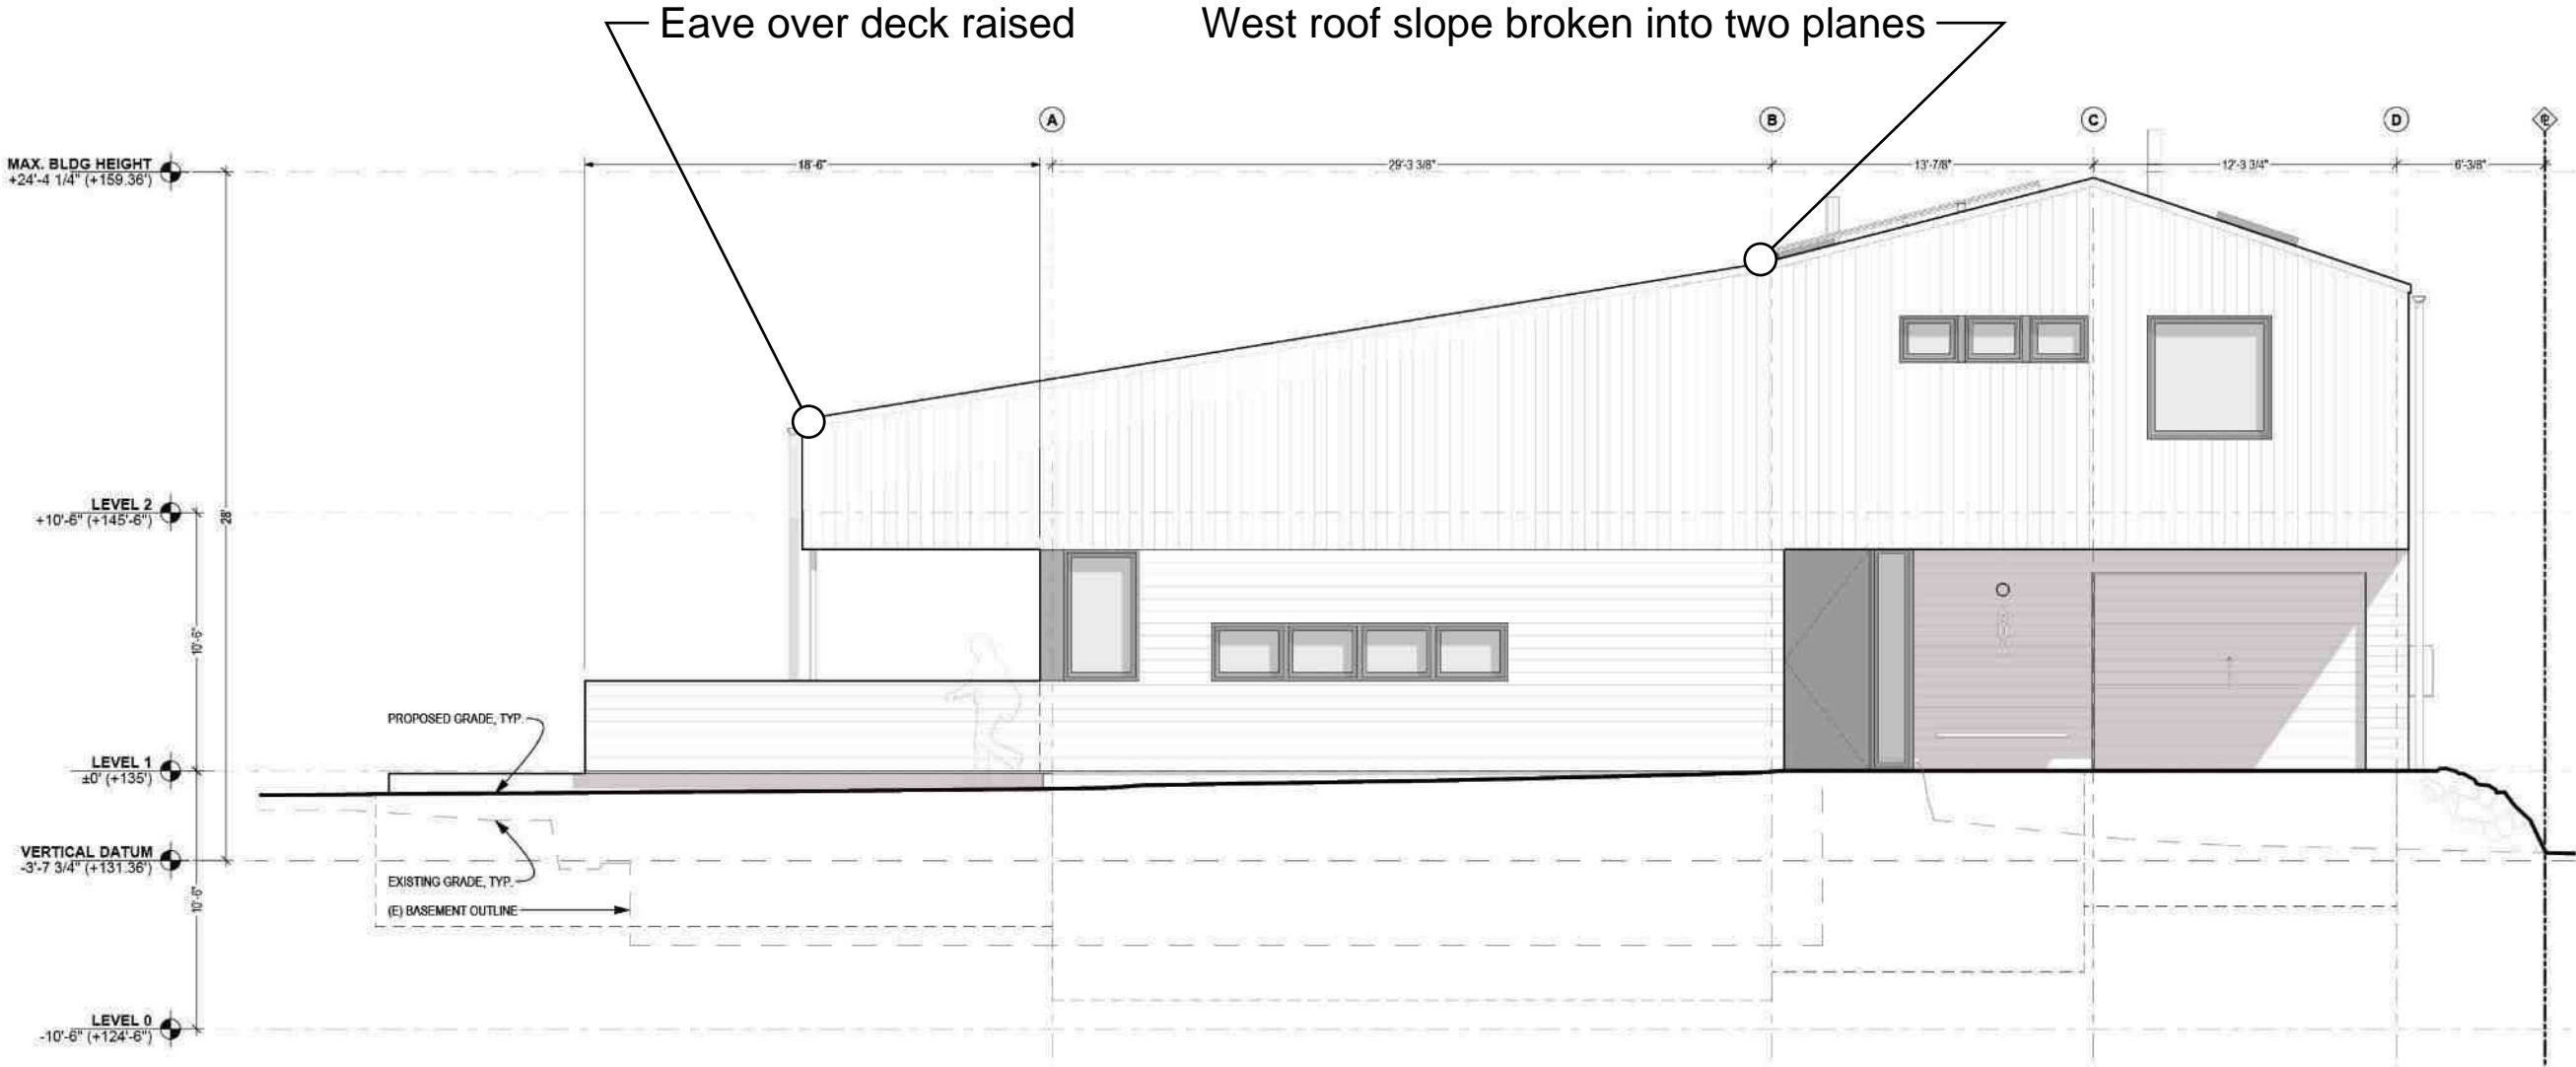 Eave over deck raised
West roof slope broken into two planes
A
B
C
D
MAX. BLDG HEIGHT
+24'-4 1/4" (+159.36')
18'-6"
29'-3 3/8"
13'-7/8"
12'-3 3/4"
6'-3/8"
LEVEL 2
+10'-6" (+145'-6")
28'
10'-6"
PROPOSED GRADE, TYP.
LEVEL 1
±0' (+135')
VERTICAL DATUM
-3'-7 3/4" (+131.36')
EXISTING GRADE, TYP.
(E) BASEMENT OUTLINE
10'-6"
LEVEL 0
-10'-6" (+124'-6")